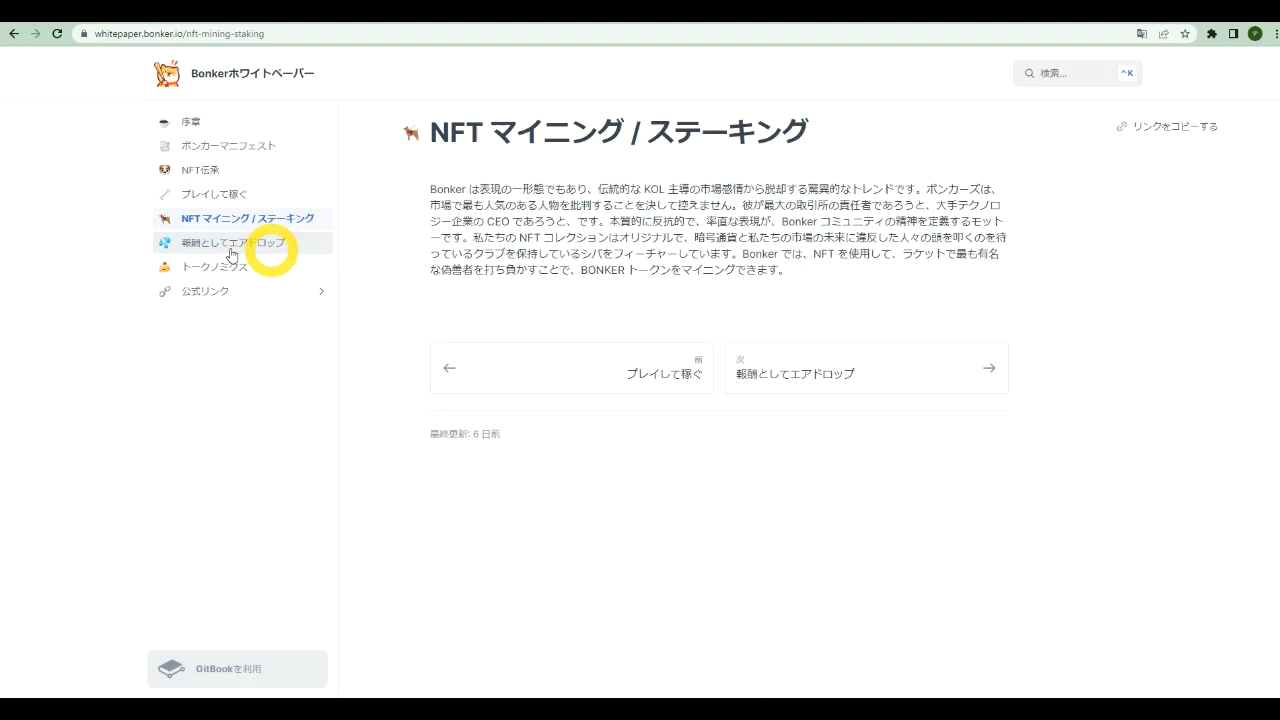 whitepaper.bonker.io/nft-mining-staking
Bonkerホワイトペーパー
検索...
^K
序章
ボンカーマニフェスト
NFT伝承
プレイして稼ぐ
NFT マイニング / ステーキング
報酬としてエアドロップ
トークノミクス
公式リンク
GitBookを利用
NFT マイニング / ステーキング
リンクをコピーする
Bonker は表現の一形態でもあり、伝統的な KOL 主導の市場感情から脱却する驚異的なトレンドです。ボンカーズは、
市場で最も人気のある人物を批判することを決して控えません。彼が最大の取引所の責任者であろうと、大手テクノロ
ジー企業の CEO であろうと、です。本質的に反抗的で、率直な表現が、Bonker コミュニティの精神を定義するモット
ーです。私たちの NFT コレクションはオリジナルで、暗号通貨と私たちの市場の未来に違反した人々の頭を叩くのを待
っているクラブを保持しているシバをフィーチャーしています。Bonker では、NFT を使用して、ラケットで最も有名
な偽善者を打ち負かすことで、BONKER トークンをマイニングできます。
前
プレイして稼ぐ
次
報酬としてエアドロップ
最終更新: 6 日前